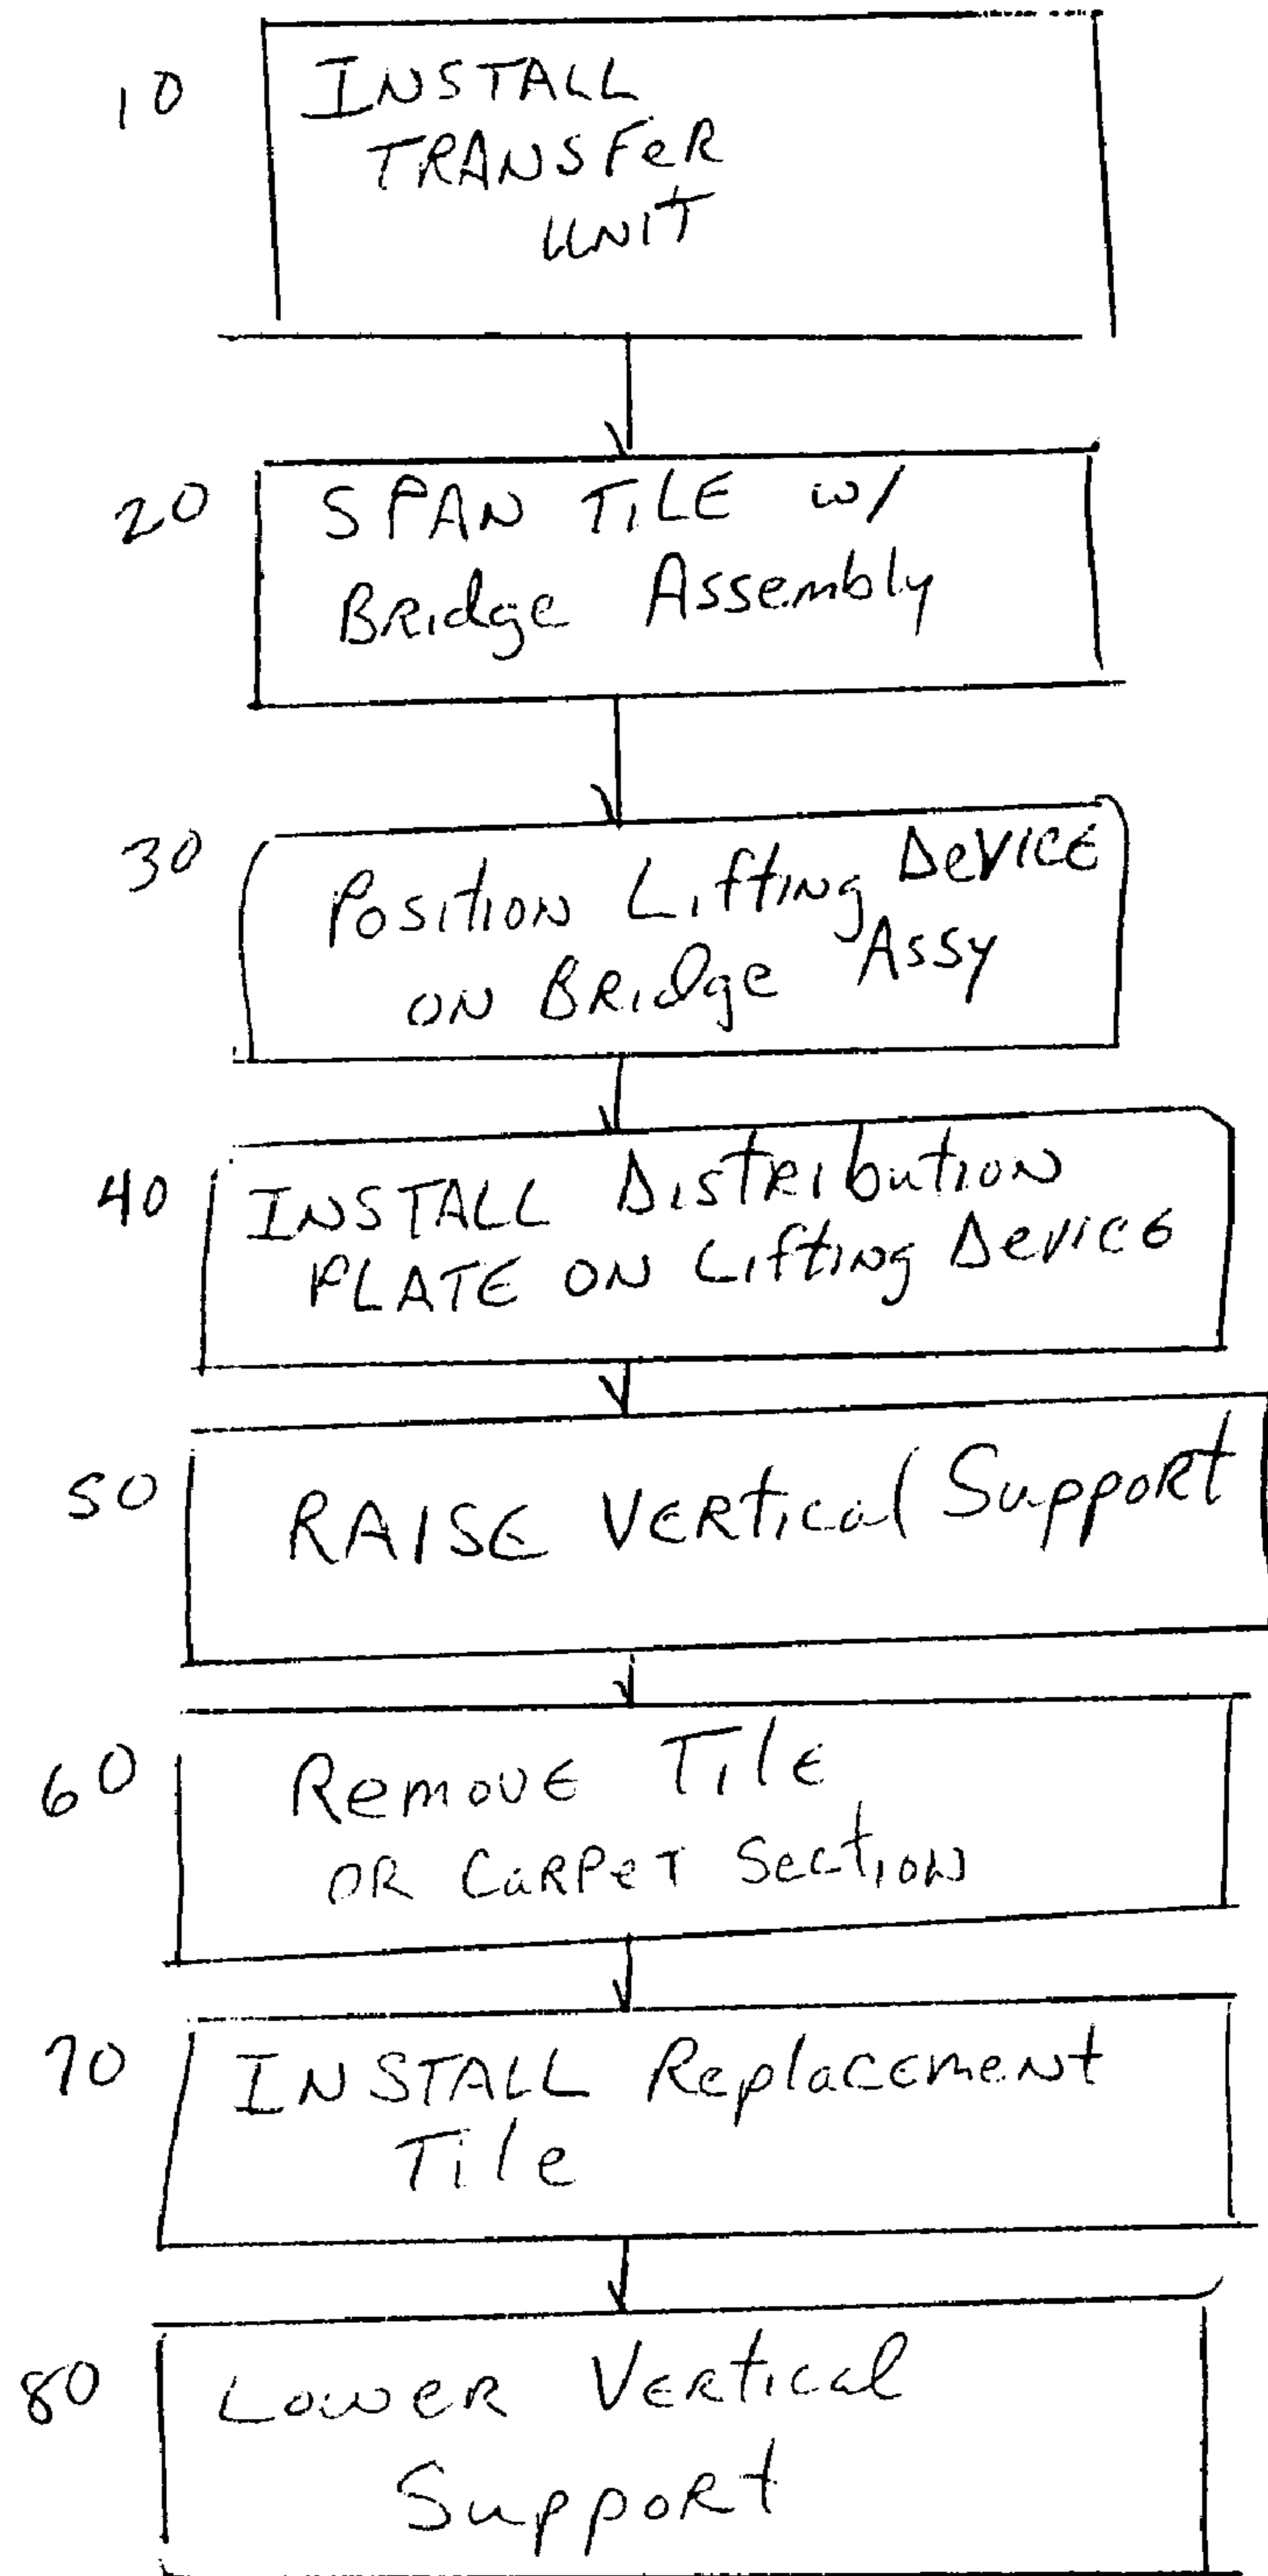 10
INSTALL
TRANSFER
UNIT
20
SPAN TILE w/
Bridge Assembly
30
Position Lifting DEVICE
ON Bridge Assy
40
INSTALL Distribution
PLATE ON Lifting Device
50
RAISE Vertical Support
60
Remove Tile
OR CARPET Section
70
INSTALL Replacement
Tile
80
Lower Vertical
Support